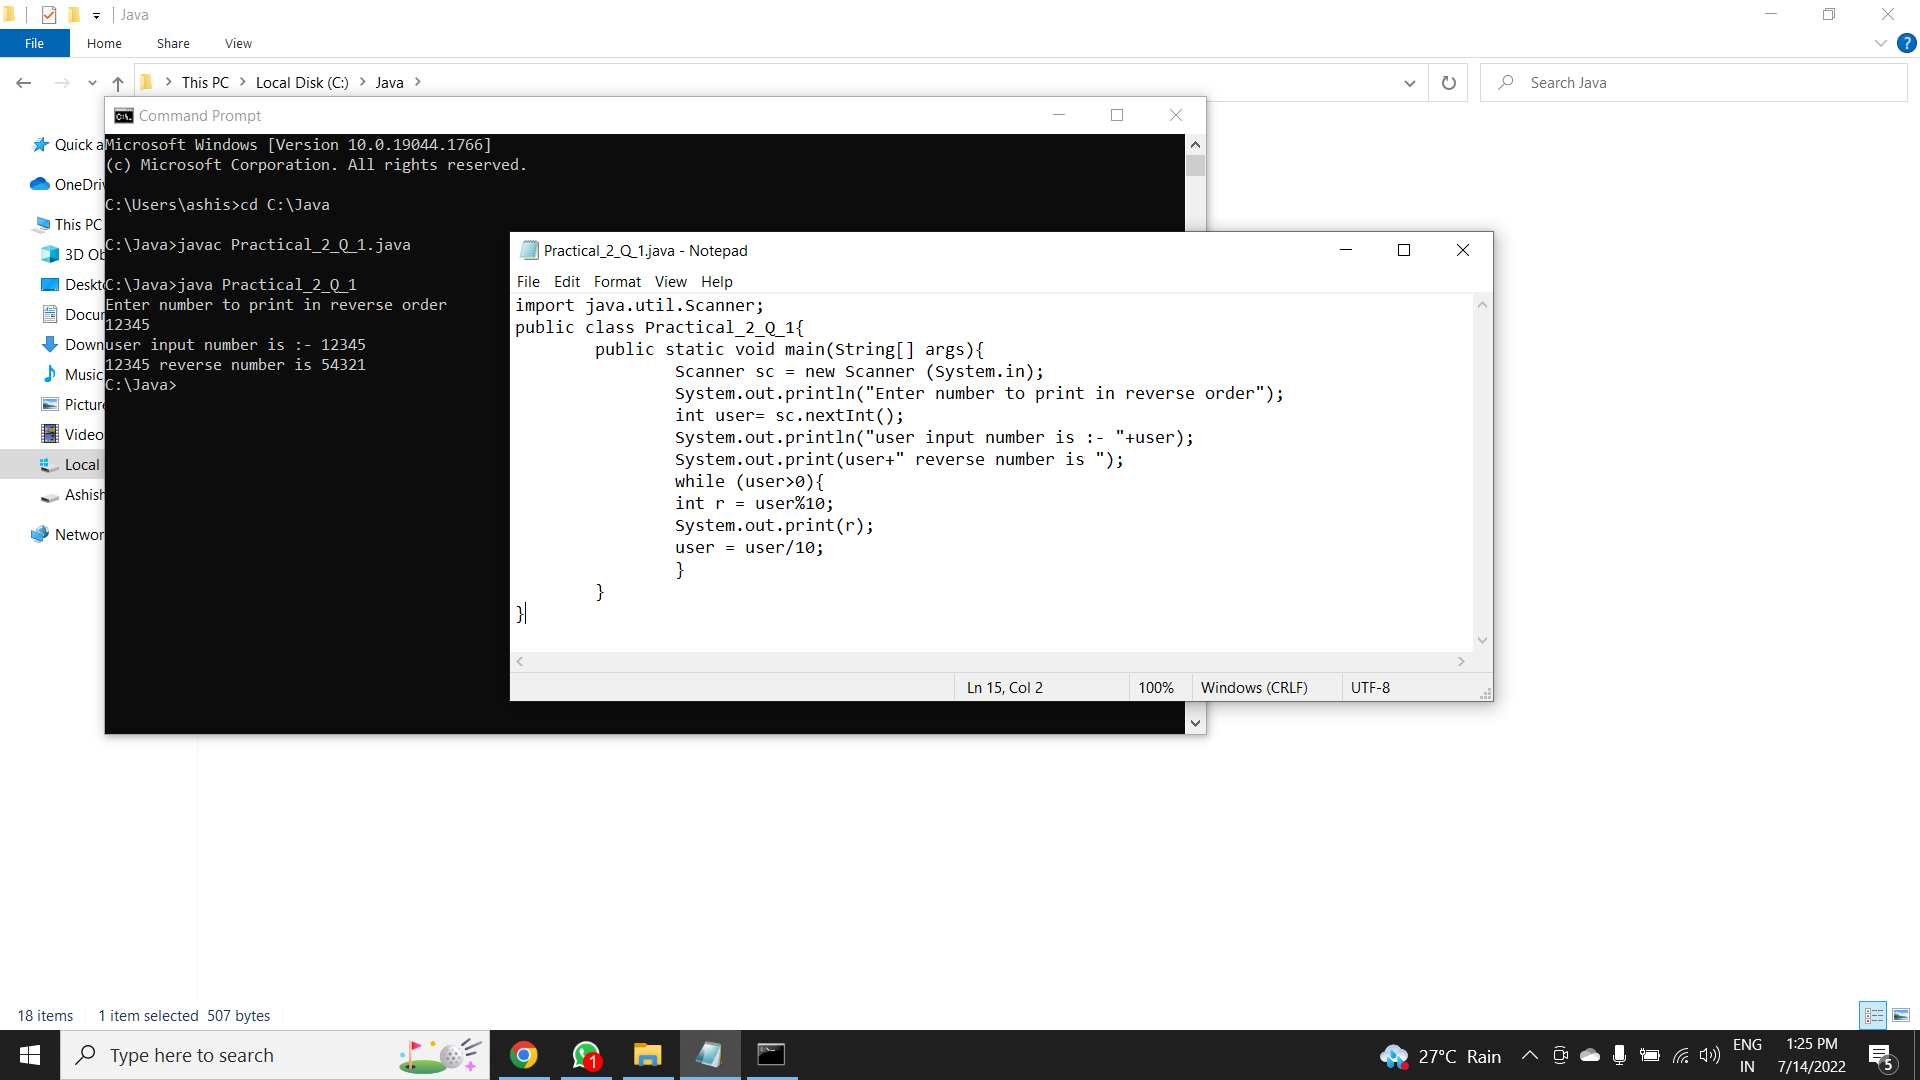 Java
File Home Share View
This PC Local Disk (C:) Java
Search Java
Quick a
OneDriv
This PC
3D Ob
Deskto
Docum
Down
Music
Picture
Video
Local
Ashish
Networ
Command Prompt
Microsoft Windows [Version 10.0.19044.1766]
(c) Microsoft Corporation. All rights reserved.
C:\Users\ashis>cd C:\Java
C:\Java>javac Practical_2_Q_1.java
C:\Java>java Practical_2_Q_1
Enter number to print in reverse order
12345
user input number is :- 12345
12345 reverse number is 54321
C:\Java>
Practical_2_Q_1.java - Notepad
File Edit Format View Help
import java.util.Scanner;
public class Practical_2_Q_1{
public static void main(String[] args){
Scanner sc = new Scanner (System.in);
System.out.println("Enter number to print in reverse order");
int user= sc.nextInt();
System.out.println("user input number is :- "+user);
System.out.print(user+" reverse number is ");
while (user>0){
int r = user%10;
System.out.print(r);
user = user/10;
}
}
}
Ln 15, Col 2 100% Windows (CRLF) UTF-8
18 items 1 item selected 507 bytes
Type here to search
1
27°C Rain
ENG
IN
1:25 PM
7/14/2022
5